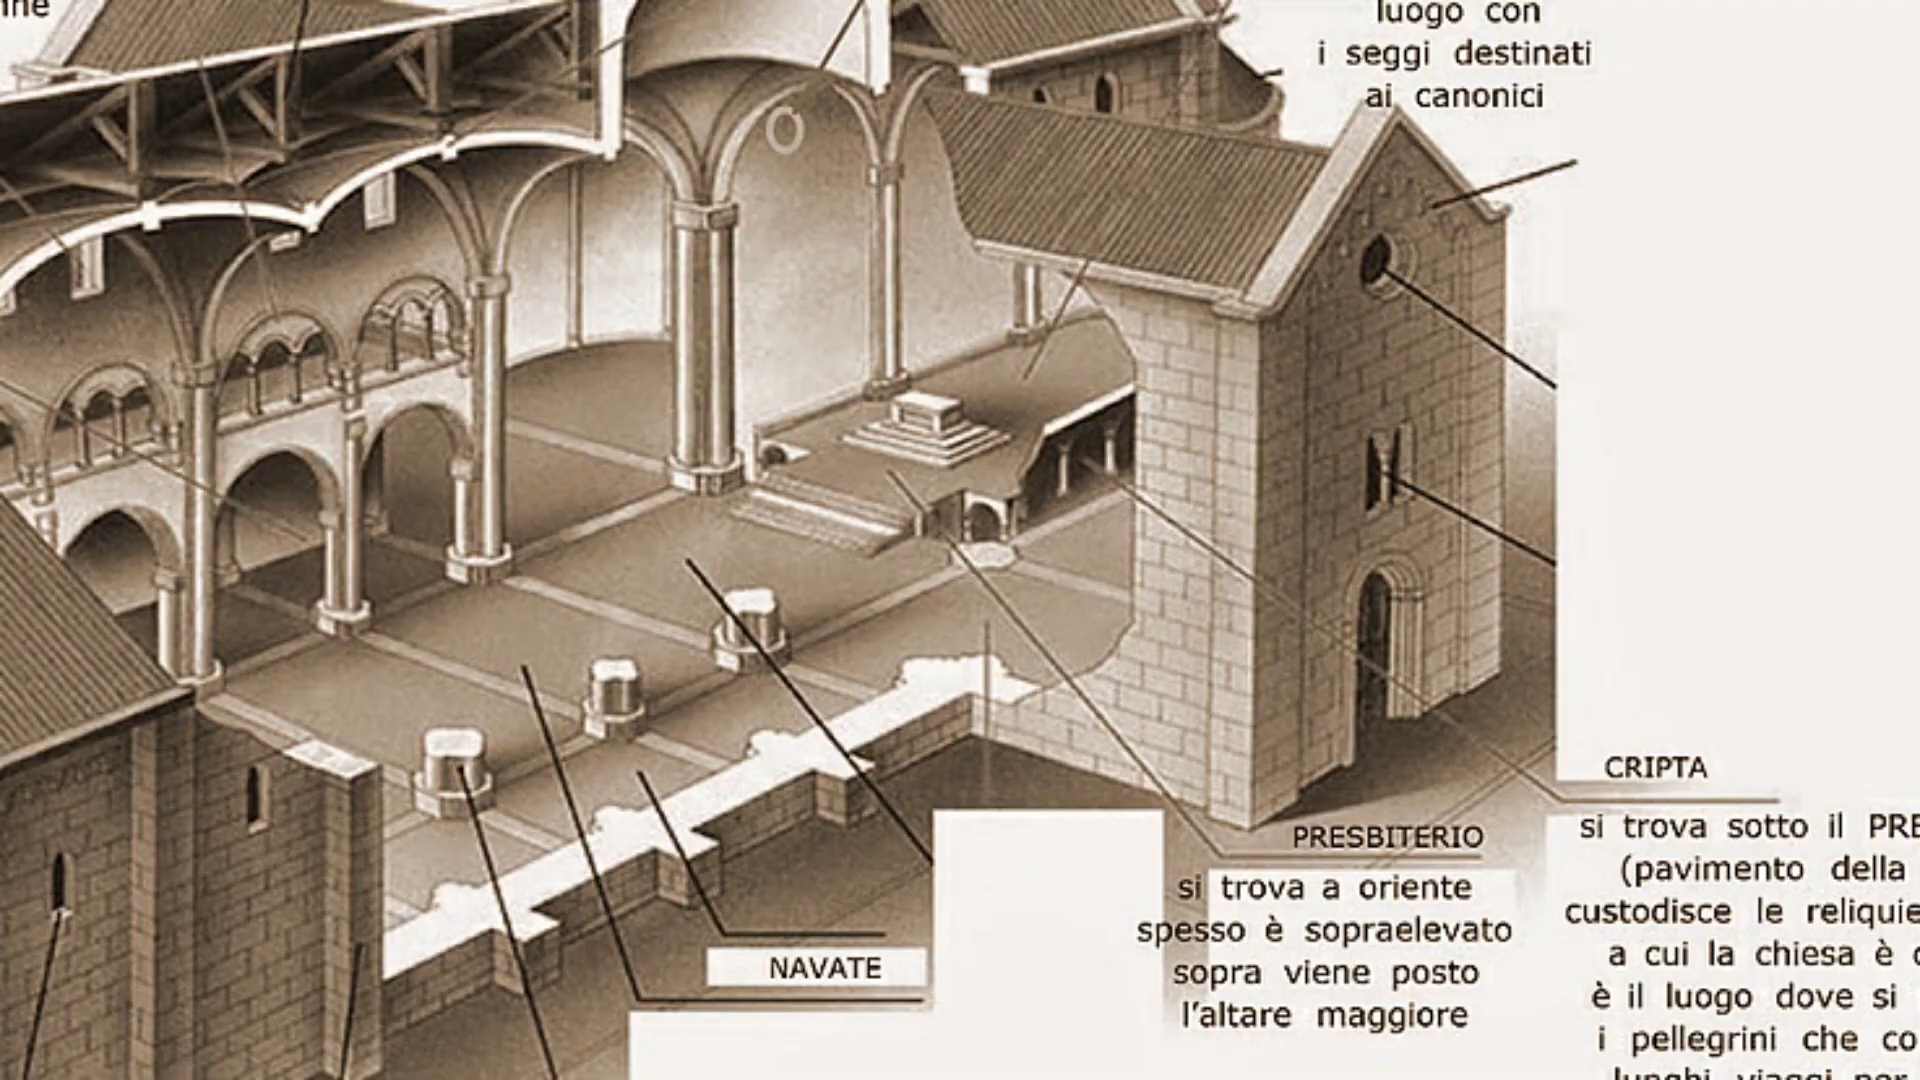 luogo con
i seggi destinati
ai canonici
CRIPTA
si trova sotto il
(pavimento della
custodisce le
a cui la chiesa è
è il luogo dove si
i pellegrini che
PRESBITERIO
si trova a oriente
spesso è sopraelevato
sopra viene posto
l'altare maggiore
NAVATE